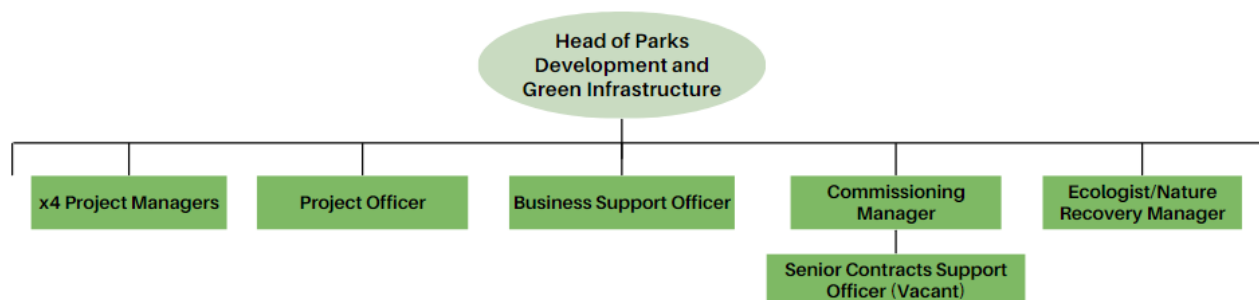 Head of Parks
Development and
Green Infrastructure
x4 Project Managers
Project Officer
Business Support Officer
Commissioning
Manager
Ecologist/Nature
Recovery Manager
Senior Contracts Support
Officer (Vacant)